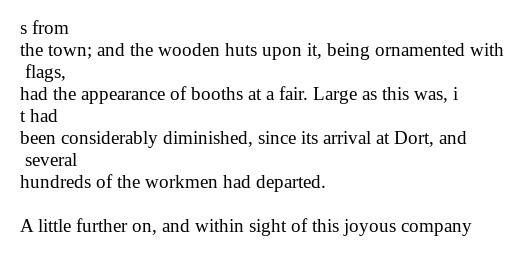 s from
the town; and the wooden huts upon it, being ornamented with
flags,
had the appearance of booths at a fair. Large as this was, i
t had
been considerably diminished, since its arrival at Dort, and
several
hundreds of the workmen had departed.

A little further on, and within sight of this joyous company